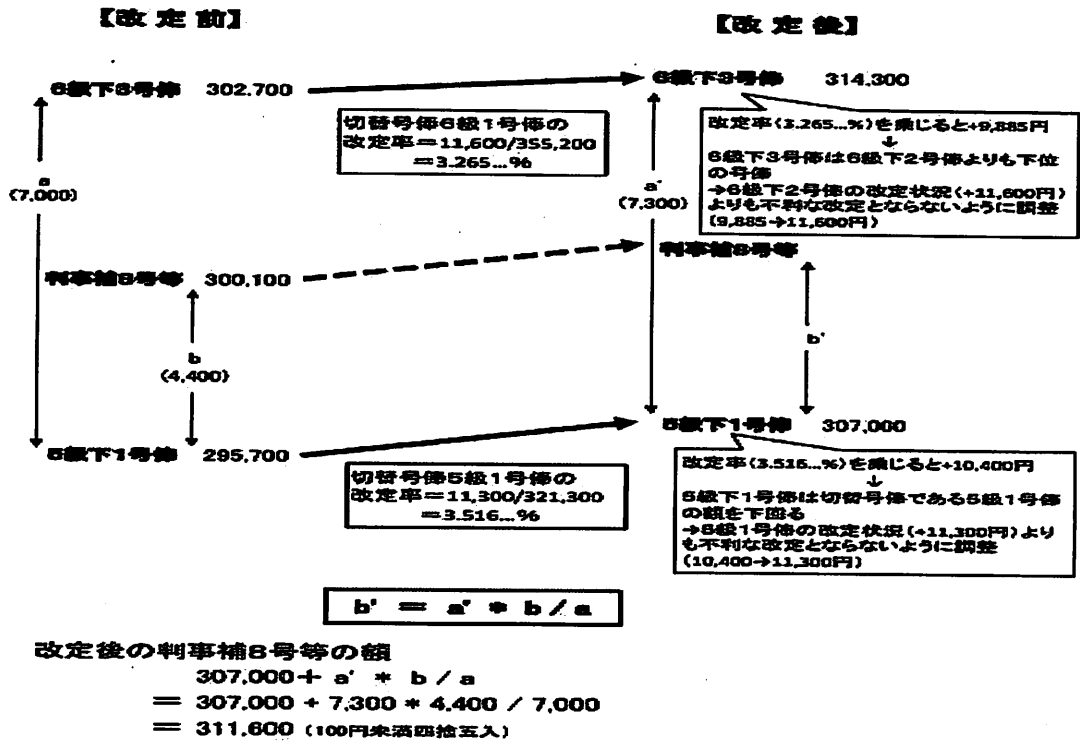 【改定前】
【改定後】
6級下3号俸 302,700
6級下3号俸 314,300
切替号俸6級1号俸の
改定率＝11,600/355,200
＝3.265...%
改定率(3.265...%)を乗じると+9,885円
↓
6級下3号俸は6級下2号俸よりも下位
の号俸
→6級下2号俸の改定状況(+11,600円)
よりも不利な改定とならないように調整
(9,885→11,600円)
a
(7,000)
a'
(7,300)
判事補8号等 300,100
判事補8号等
b
(4,400)
b'
5級下1号俸 295,700
5級下1号俸 307,000
切替号俸5級1号俸の
改定率＝11,300/321,300
＝3.516...%
改定率(3.516...%)を乗じると+10,400円
↓
5級下1号俸は切替号俸である5級1号俸
の額を下回る
→5級1号俸の改定状況(+11,300円)より
も不利な改定とならないように調整
(10,400→11,300円)
b' ＝ a' * b / a
改定後の判事補8号等の額
307,000＋ a' * b / a
＝ 307,000 + 7,300 * 4,400 / 7,000
＝ 311,600 (100円未満四捨五入)